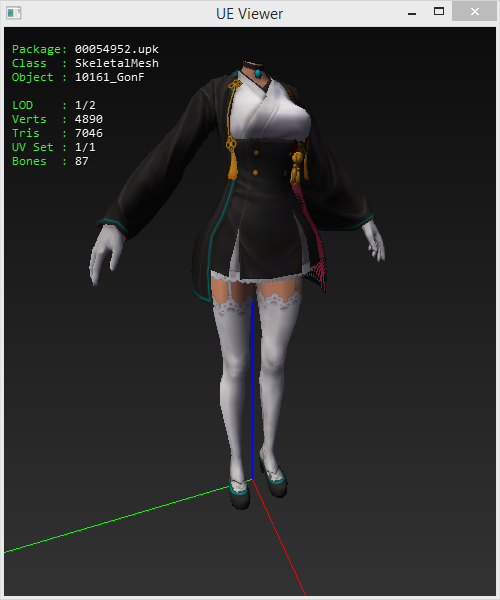 UE Viewer
Package: 00054952.upk
Class : SkeletalMesh
Object : 10161_GonF
LOD : 1/2
Verts : 4890
Tris : 7046
UV Set : 1/1
Bones : 87